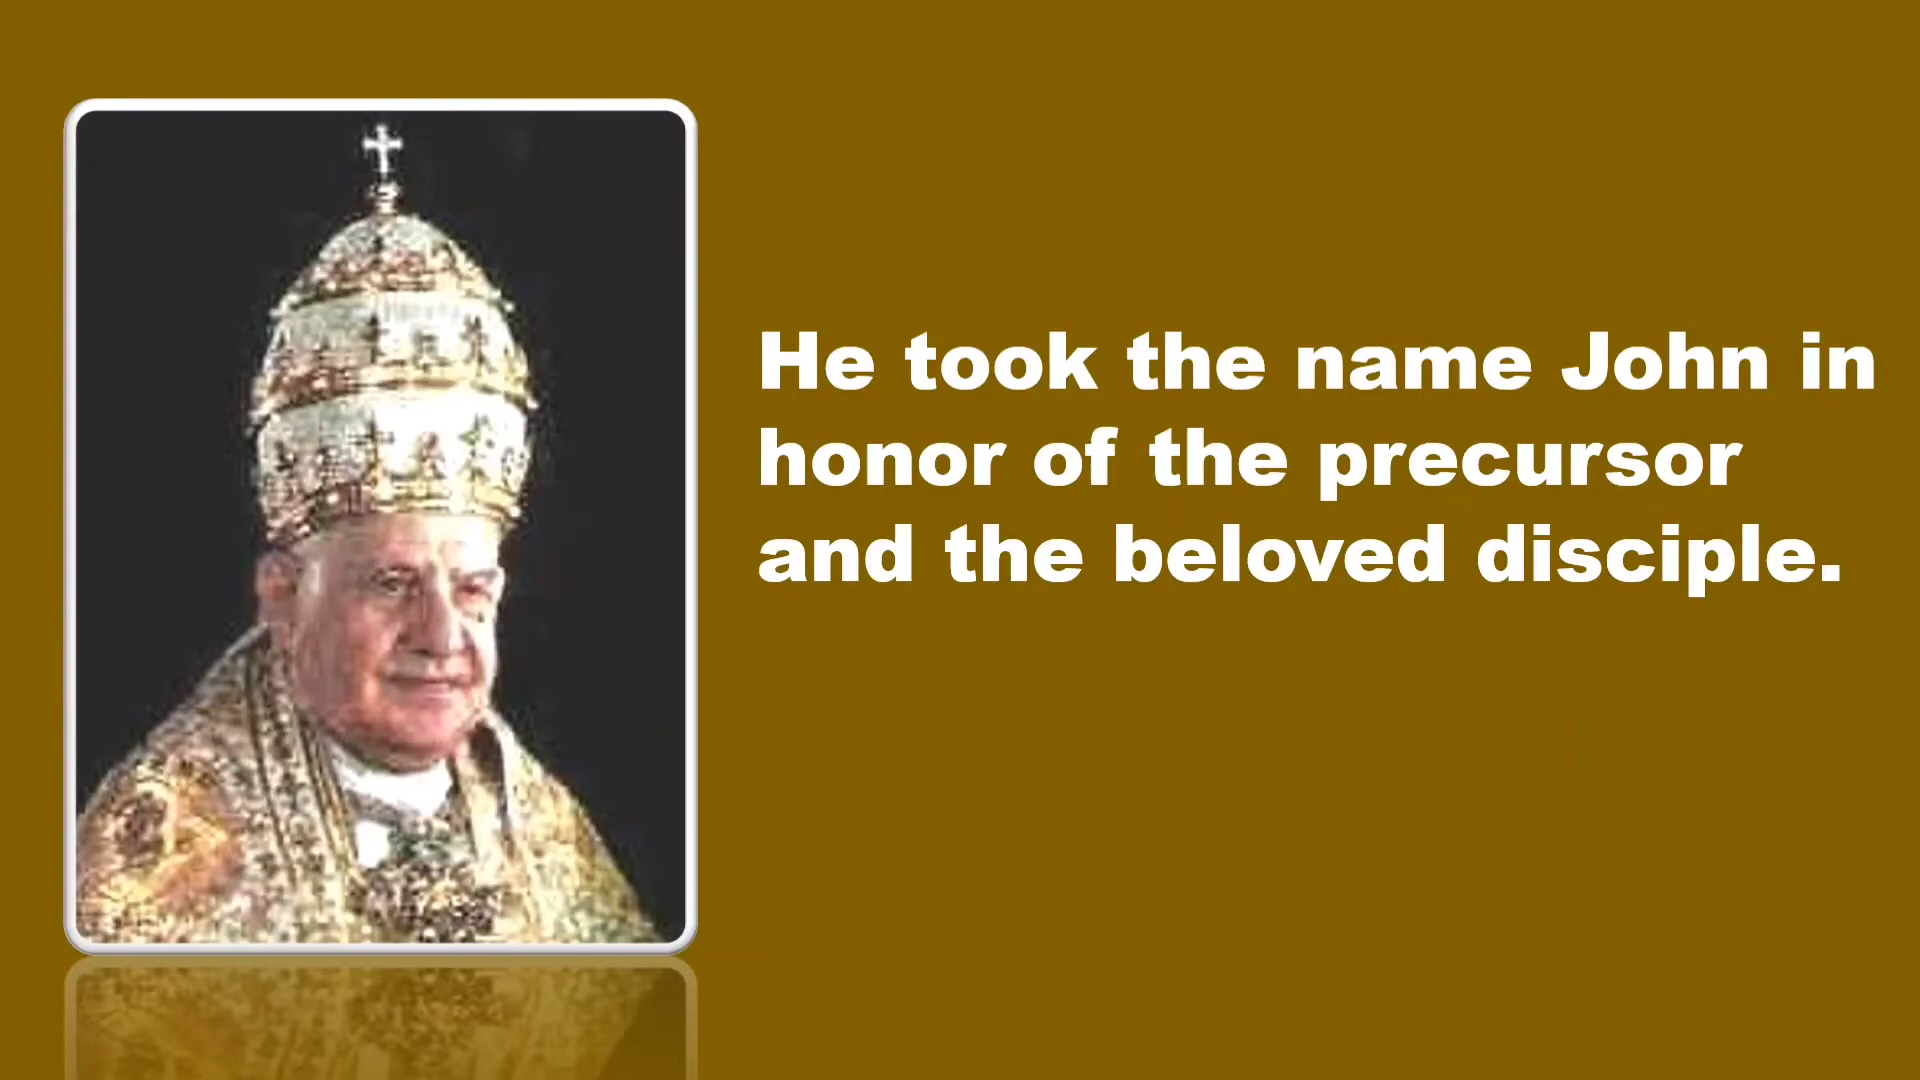 He took the name John in
honor of the precursor
and the beloved disciple.